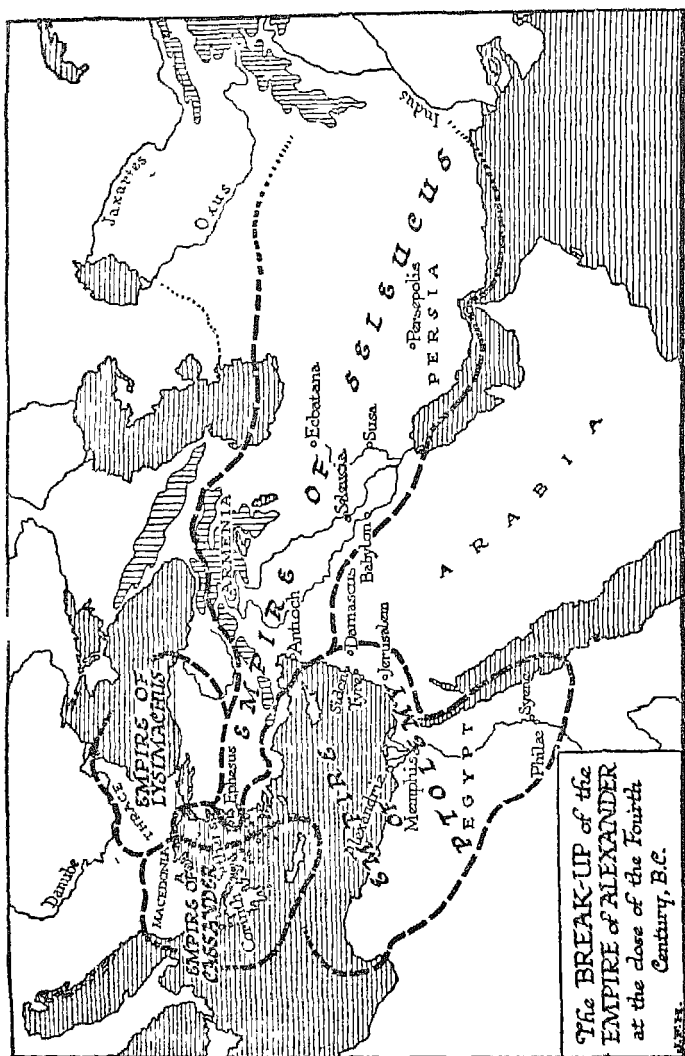 Jaxartes
Oxus
Indus
EMPIRE OF SELEUCUS
Persepolis
PERSIA
Ecbatana
Susa
Seleucia
Babylon
ARMENIA
Antioch
Damascus
Jerusalem
Sidon
Tyre
ARABIA
EMPIRE OF
LYSIMACHUS
THRACE
Danube
MACEDONIA
EMPIRE OF
CASSANDER
Corinth
Ephesus
EMPIRE OF PTOLEMY
Alexandria
Memphis
EGYPT
Syene
Philæ
The BREAK-UP of the
EMPIRE of ALEXANDER
at the close of the Fourth
Century, B.C.
J.F.H.